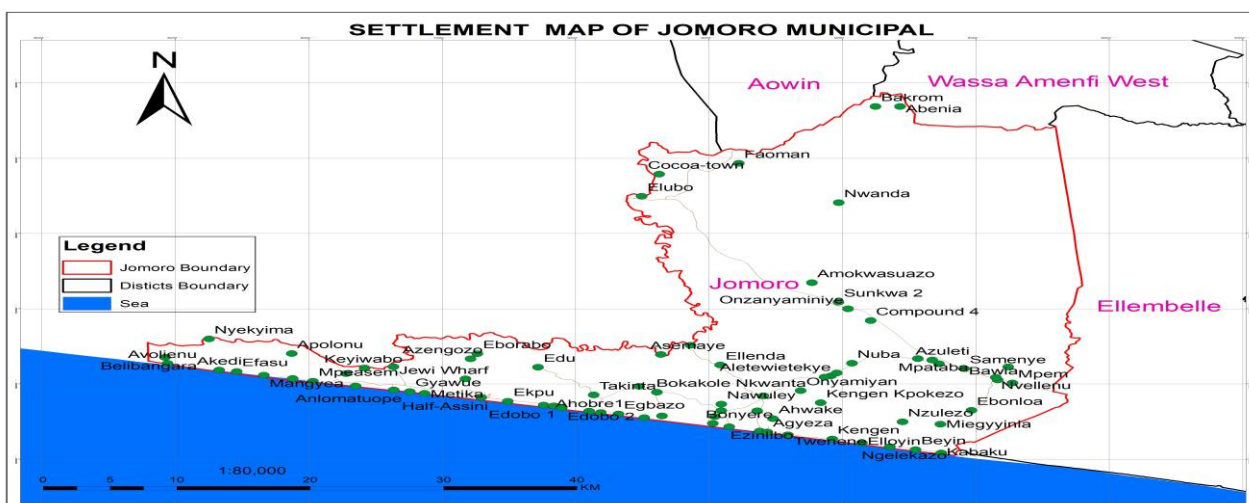 SETTLEMENT MAP OF JOMORO MUNICIPAL
N
Aowin
Wassa Amenfi West
Bakrom
Abenia
Faoman
Cocoa-town
Elubo
Nwanda
Legend
Jomoro Boundary
Disticts Boundary
Sea
Amokwasuazo
Jomoro
Onzanyaminiye
Sunkwa 2
Compound 4
Ellembelle
Nyekyima
Avollenu
Apolonu
Belibangara
Akedi
Efasu
Keyiwabo
Azengozo
Eborabo
Mangyea
Mpeasem
Jewi Wharf
Edu
Asemaye
Ellenda
Aletewietekye
Nuba
Azuleti
Samenye
Mpataba
Bawia
Mpem
Nvellenu
Anlomatuope
Gyawue
Metika
Half-Assini
Ekpu
Takinta
Bokakole
Nkwanta
Onyamiyan
Nawuley
Kengen Kpokezo
Ebonloa
Edobo 1
Ahobre1
Edobo 2
Egbazo
Bonyere
Ahwake
Agyeza
Nzulezo
Miegyyinla
Ezinlibo
Twenone
Kengen
Elloyin
Beyin
Ngelekazo
Kabaku
1:80,000
0 5 10 20 30 40
KM